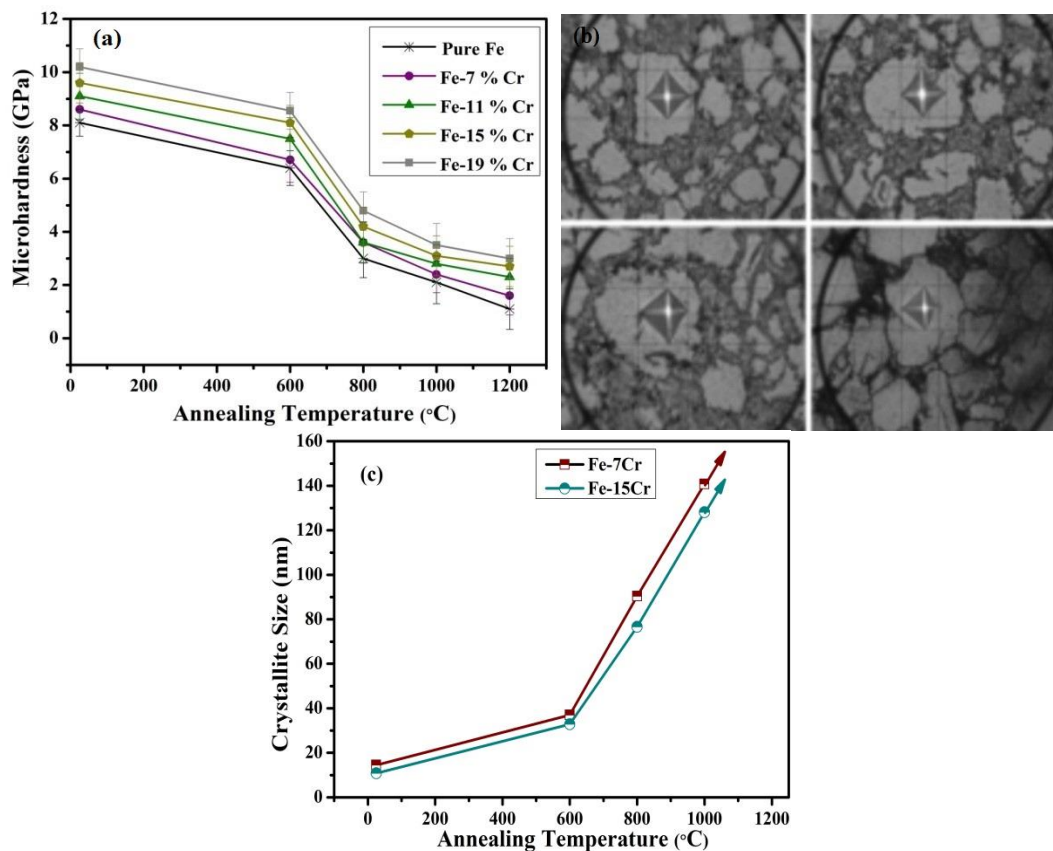 (a)
Pure Fe
Fe-7 % Cr
Fe-11 % Cr
Fe-15 % Cr
Fe-19 % Cr
Microhardness (GPa)
12
10
8
6
4
2
0
0 200 400 600 800 1000 1200
Annealing Temperature (°C)
(b)
(c)
Fe-7Cr
Fe-15Cr
Crystallite Size (nm)
160
140
120
100
80
60
40
20
0
0 200 400 600 800 1000 1200
Annealing Temperature (°C)